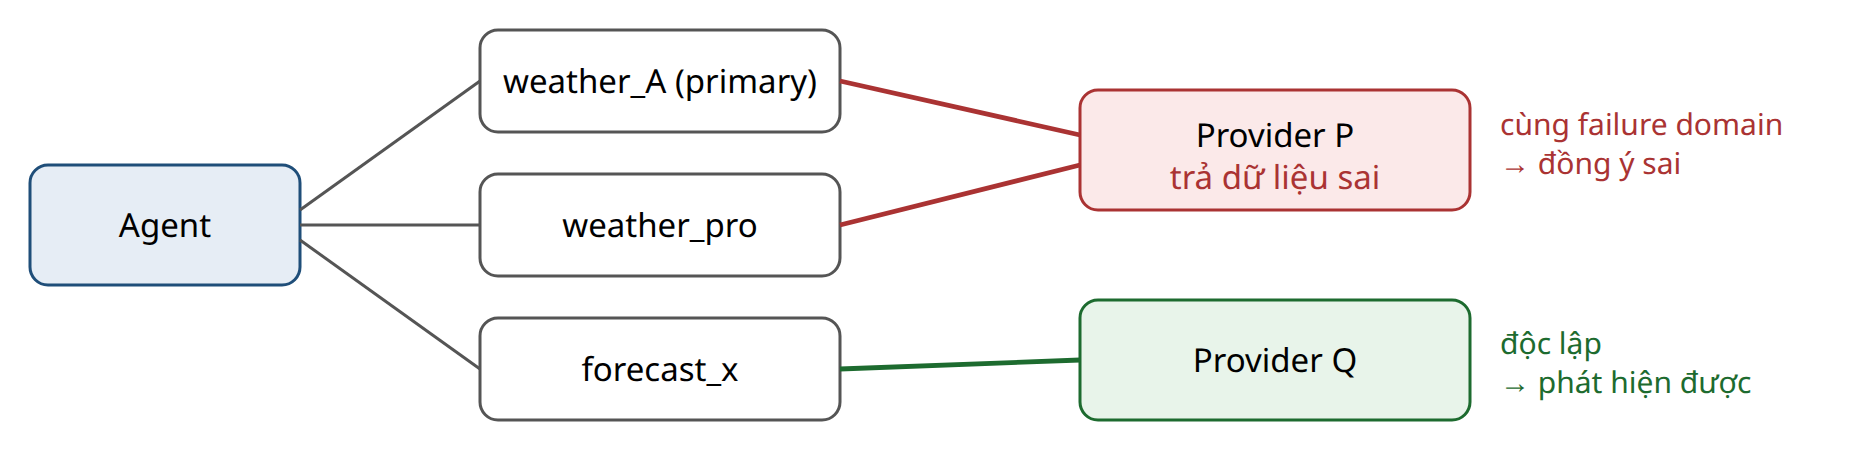 weather_A (primary)
Provider P
trả dữ liệu sai
cùng failure domain
→ đồng ý sai
Agent
weather_pro
forecast_x
Provider Q
độc lập
→ phát hiện được